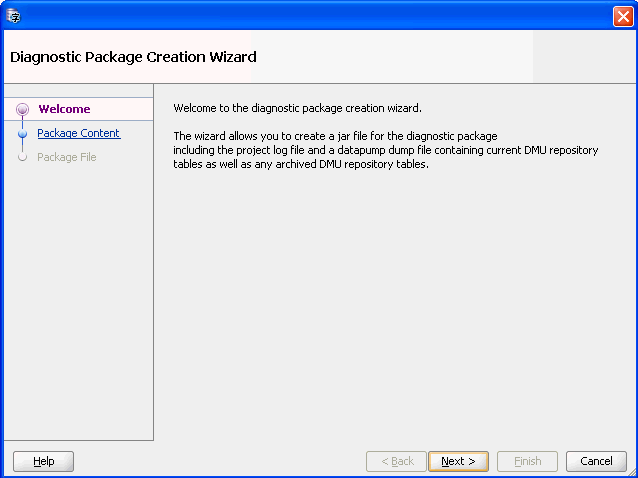 Diagnostic Package Creation Wizard
Welcome
Package Content
Package File
Welcome to the diagnostic package creation wizard.
The wizard allows you to create a jar file for the diagnostic package
including the project log file and a datapump dump file containing current DMU repository
tables as well as any archived DMU repository tables.
Help
< Back
Next >
Finish
Cancel